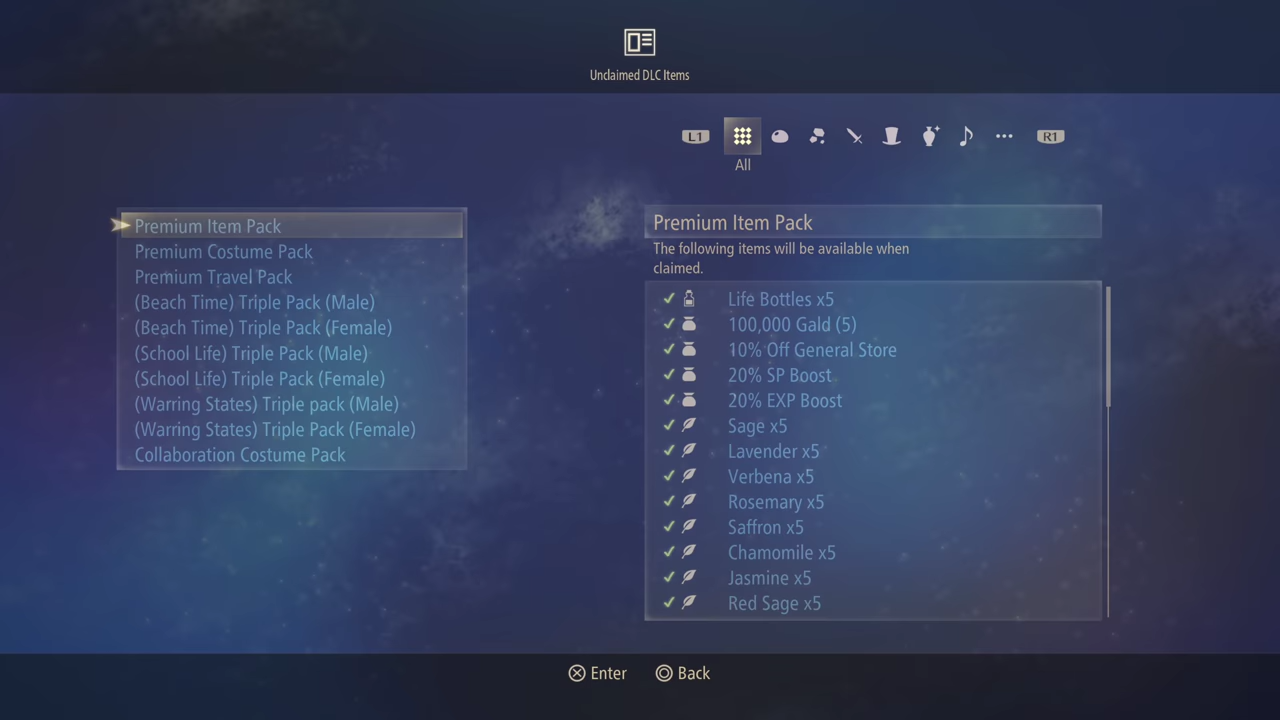 Unclaimed DLC Items
L1
R1
All
Premium Item Pack
Premium Costume Pack
Premium Travel Pack
(Beach Time) Triple Pack (Male)
(Beach Time) Triple Pack (Female)
(School Life) Triple Pack (Male)
(School Life) Triple Pack (Female)
(Warring States) Triple pack (Male)
(Warring States) Triple Pack (Female)
Collaboration Costume Pack
Premium Item Pack
The following items will be available when
claimed.
Life Bottles x5
100,000 Gald (5)
10% Off General Store
20% SP Boost
20% EXP Boost
Sage x5
Lavender x5
Verbena x5
Rosemary x5
Saffron x5
Chamomile x5
Jasmine x5
Red Sage x5
Enter
Back